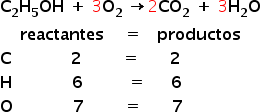 C₂H₅OH + 3O₂ → 2CO₂ + 3H₂O
reactantes = productos
C 2 = 2
H 6 = 6
O 7 = 7